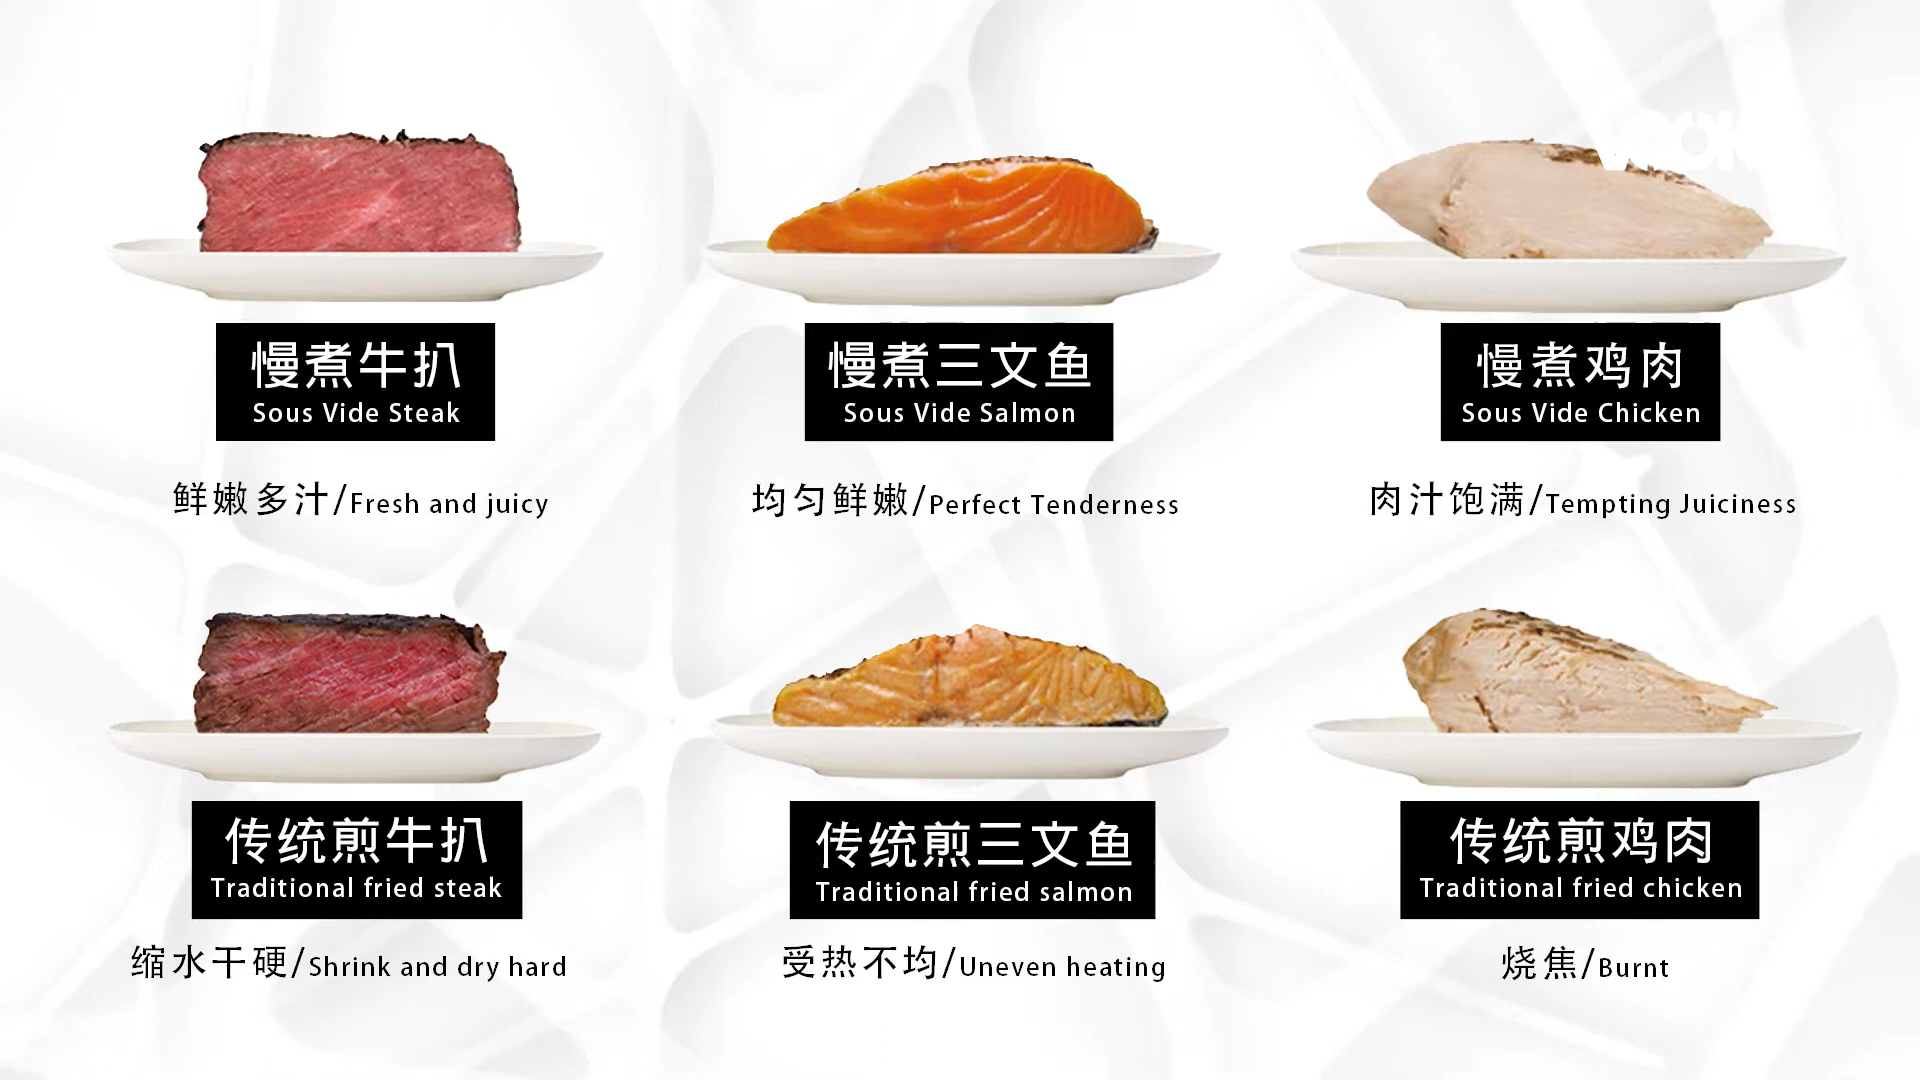 慢煮牛扒
Sous Vide Steak
慢煮三文鱼
Sous Vide Salmon
慢煮鸡肉
Sous Vide Chicken
鲜嫩多汁/Fresh and juicy
均匀鲜嫩/Perfect Tenderness
肉汁饱满/Tempting Juiciness
传统煎牛扒
Traditional fried steak
传统煎三文鱼
Traditional fried salmon
传统煎鸡肉
Traditional fried chicken
缩水干硬/Shrink and dry hard
受热不均/Uneven heating
烧焦/Burnt